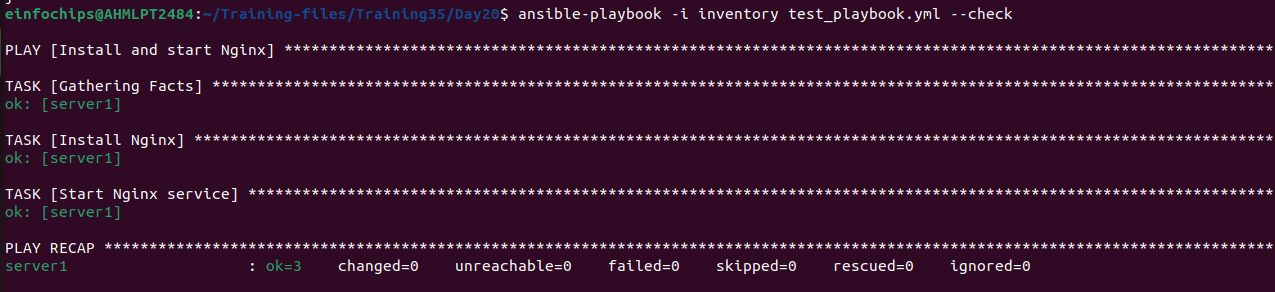 einfochips@AHMLPT2484:~/Training-files/Training35/Day20$ ansible-playbook -i inventory test_playbook.yml --check
PLAY [Install and start Nginx] **************************************************************************************************************
TASK [Gathering Facts] **********************************************************************************************************************
ok: [server1]
TASK [Install Nginx] ************************************************************************************************************************
ok: [server1]
TASK [Start Nginx service] ******************************************************************************************************************
ok: [server1]
PLAY RECAP **********************************************************************************************************************************
server1                    : ok=3    changed=0    unreachable=0    failed=0    skipped=0    rescued=0    ignored=0